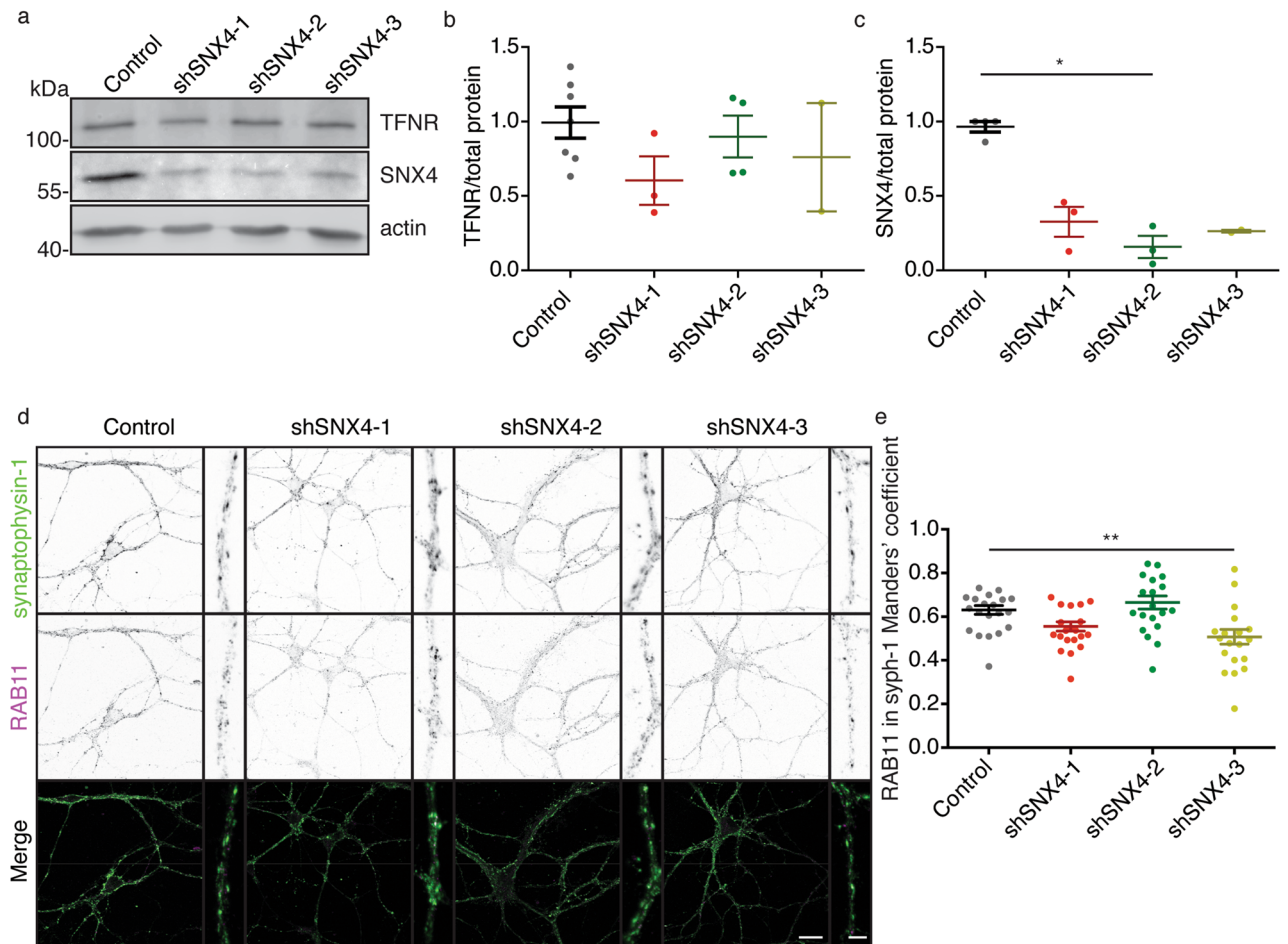 a
Control
shSNX4-1
shSNX4-2
shSNX4-3
kDa
100-
55-
40-
TFNR
SNX4
actin
b
TFNR/total protein
1.5
1.0
0.5
0.0
Control
shSNX4-1
shSNX4-2
shSNX4-3
c
SNX4/total protein
1.5
1.0
0.5
0.0
*
Control
shSNX4-1
shSNX4-2
shSNX4-3
d
Control
shSNX4-1
shSNX4-2
shSNX4-3
synaptophysin-1
RAB11
Merge
e
RAB11 in syph-1 Manders' coefficient
1.0
0.8
0.6
0.4
0.2
0.0
**
Control
shSNX4-1
shSNX4-2
shSNX4-3